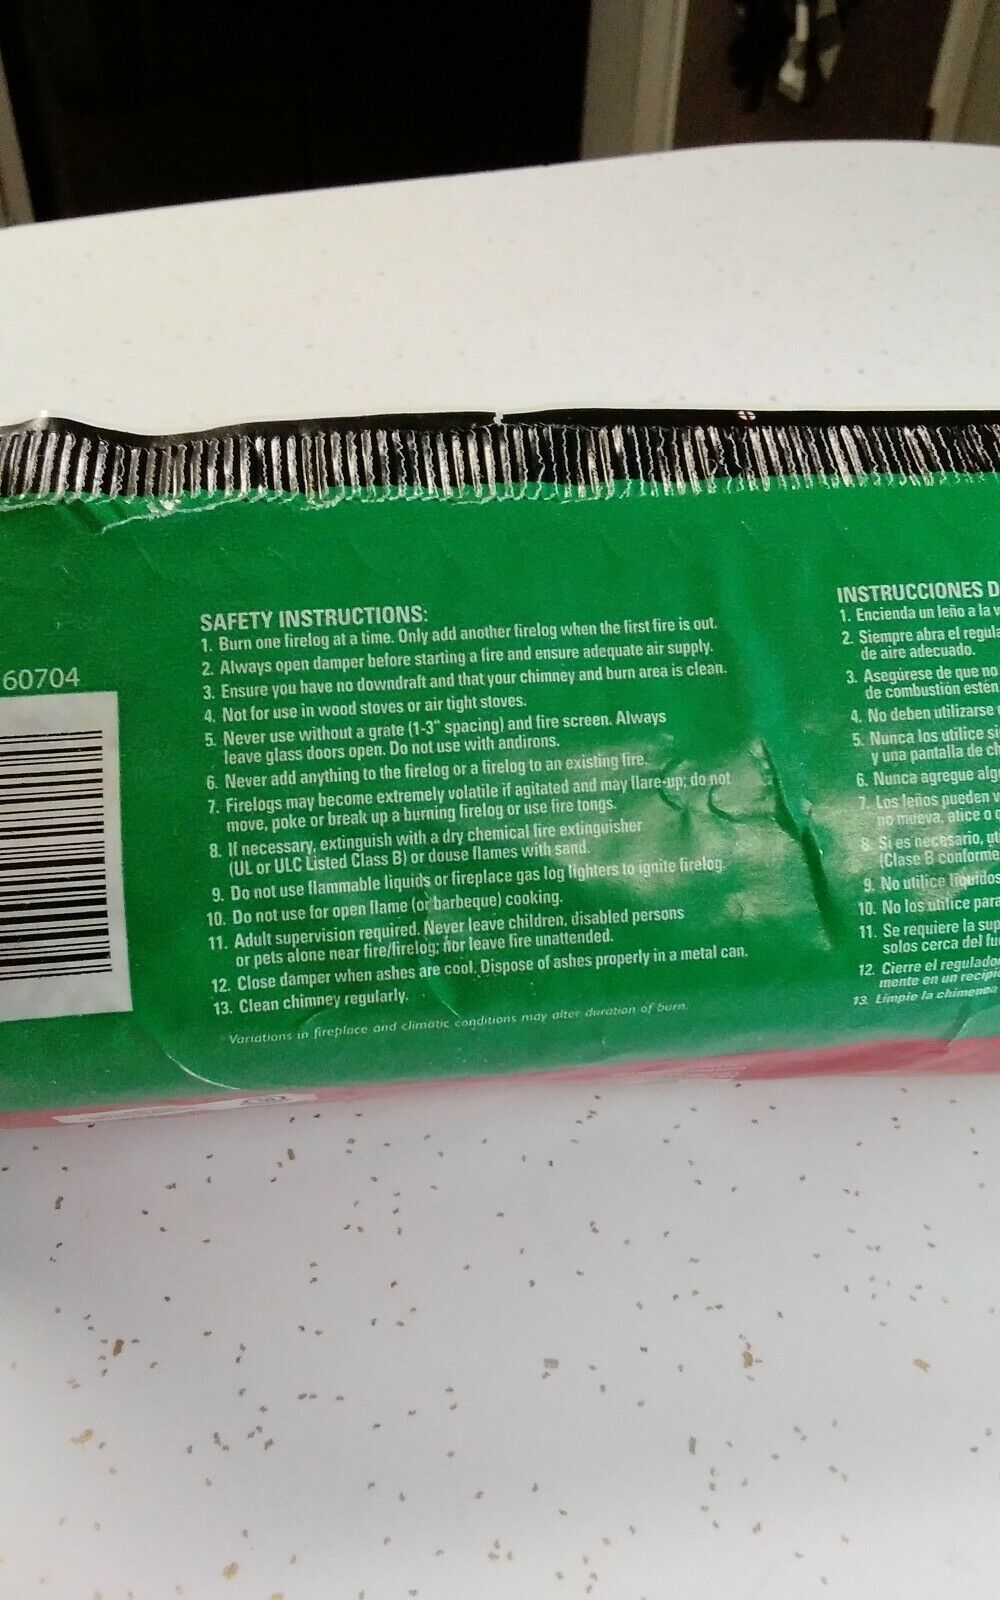 60704
SAFETY INSTRUCTIONS:
1. Burn one firelog at a time. Only add another firelog when the first fire is out.
2. Always open damper before starting a fire and ensure adequate air supply.
3. Ensure you have no downdraft and that your chimney and burn area is clean.
4. Not for use in wood stoves or air tight stoves.
5. Never use without a grate (1-3" spacing) and fire screen. Always
leave glass doors open. Do not use with andirons.
6. Never add anything to the firelog or a firelog to an existing fire.
7. Firelogs may become extremely volatile if agitated and may flare-up; do not
move, poke or break up a burning firelog or use fire tongs.
8. If necessary, extinguish with a dry chemical fire extinguisher
(UL or ULC Listed Class B) or douse flames with sand.
9. Do not use flammable liquids or fireplace gas log lighters to ignite firelog.
10. Do not use for open flame (or barbeque) cooking.
11. Adult supervision required. Never leave children, disabled persons
or pets alone near fire/firelog; nor leave fire unattended.
12. Close damper when ashes are cool. Dispose of ashes properly in a metal can.
13. Clean chimney regularly.
Variations in fireplace and climatic conditions may alter duration of burn.
INSTRUCCIONES D
1. Encienda un leño a la v
2. Siempre abra el regula
de aire adecuado.
3. Asegúrese de que no
de combustión estén
4. No deben utilizarse
5. Nunca los utilice si
y una pantalla de ch
6. Nunca agregue alg
7. Los leños pueden v
no mueva, atice o
8. Si es necesario, ut
(Clase B conforme
9. No utilice líquidos
10. No los utilice para
11. Se requiere la sup
solos cerca del fu
12. Cierre el regulador
mente en un recipie
13. Limpie la chimenea